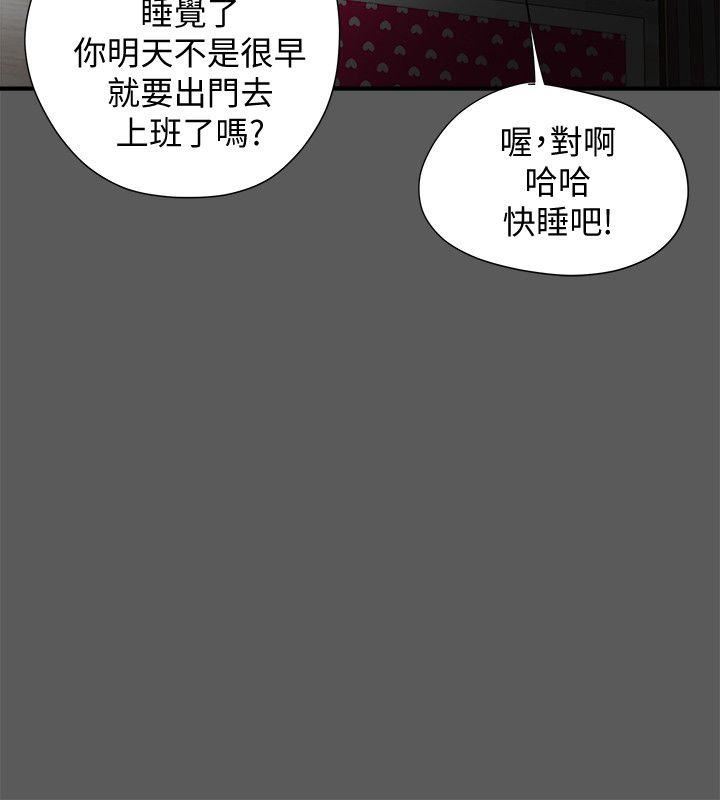 睡覺了
你明天不是很早
就要出門去
上班了嗎?
喔,對啊
哈哈
快睡吧!